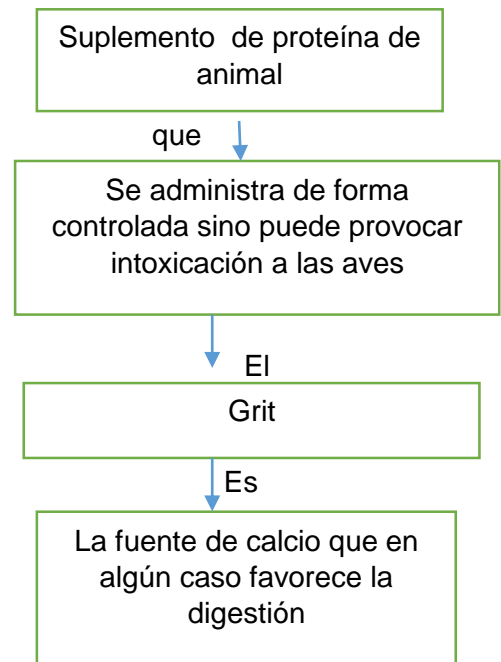 Suplemento de proteína de
animal
que
Se administra de forma
controlada sino puede provocar
intoxicación a las aves
El
Grit
Es
La fuente de calcio que en
algún caso favorece la
digestión